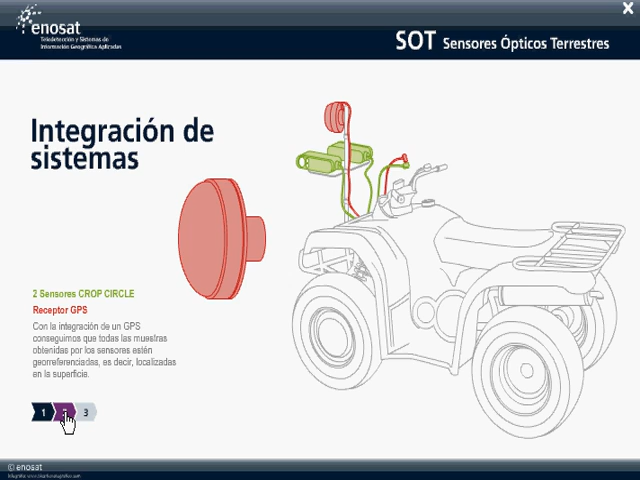 enosat
Teledetección y Sistemas de
Información Geográfica Aplicadas
SOT Sensores Ópticos Terrestres
Integración de
sistemas
2 Sensores CROP CIRCLE
Receptor GPS
Con la integración de un GPS
conseguimos que todas las muestras
obtenidas por los sensores estén
georreferenciadas, es decir, localizadas
en la superficie.
1 2 3
© enosat